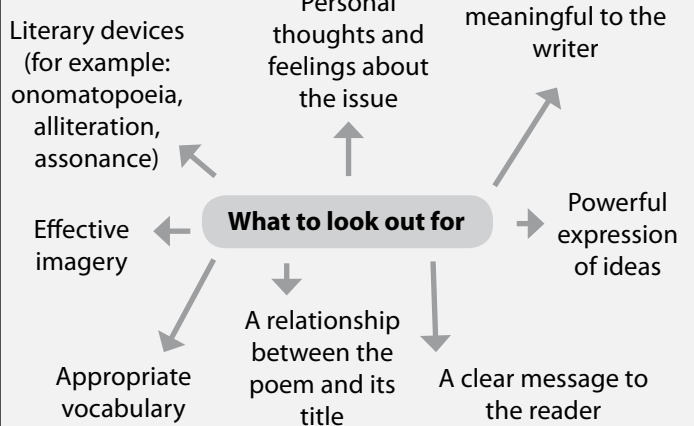 Literary devices
(for example:
onomatopoeia,
alliteration,
assonance)
Personal
thoughts and
feelings about
the issue
meaningful to the
writer
Effective
imagery
What to look out for
Powerful
expression
of ideas
Appropriate
vocabulary
A relationship
between the
poem and its
title
A clear message to
the reader